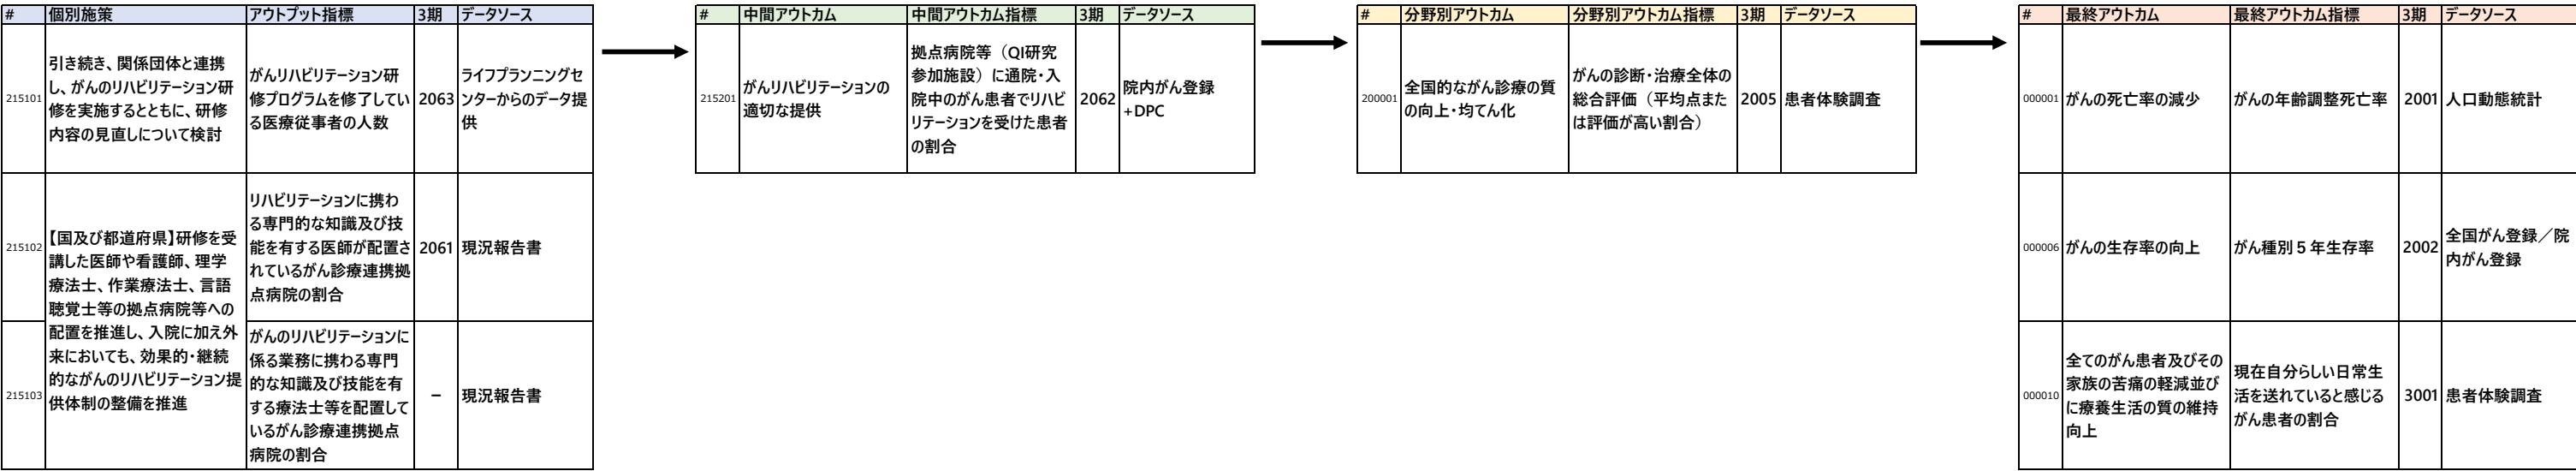 # 個別施策 アウトプット指標 3期 データソース
215101
引き続き、関係団体と連携
し、がんのリハビリテーション研
修を実施するとともに、研修
内容の見直しについて検討
がんリハビリテーション研
修プログラムを修了してい
る医療従事者の人数
2063
ライフプランニングセ
ンターからのデータ提
供
215102
【国及び都道府県】研修を受
講した医師や看護師、理学
療法士、作業療法士、言語
聴覚士等の拠点病院等への
配置を推進し、入院に加え外
来においても、効果的・継続
的ながんのリハビリテーション提
供体制の整備を推進
リハビリテーションに携わ
る専門的な知識及び技
能を有する医師が配置さ
れているがん診療連携拠
点病院の割合
2061
現況報告書
215103
がんのリハビリテーションに
係る業務に携わる専門
的な知識及び技能を有
する療法士等を配置して
いるがん診療連携拠点
病院の割合
－
現況報告書
# 中間アウトカム 中間アウトカム指標 3期 データソース
215201
がんリハビリテーションの
適切な提供
拠点病院等（QI研究
参加施設）に通院・入
院中のがん患者でリハビ
リテーションを受けた患者
の割合
2062
院内がん登録
+DPC
# 分野別アウトカム 分野別アウトカム指標 3期 データソース
200001
全国的ながん診療の質
の向上・均てん化
がんの診断・治療全体の
総合評価（平均点また
は評価が高い割合）
2005
患者体験調査
# 最終アウトカム 最終アウトカム指標 3期 データソース
000001
がんの死亡率の減少
がんの年齢調整死亡率
2001
人口動態統計
000006
がんの生存率の向上
がん種別５年生存率
2002
全国がん登録／院
内がん登録
000010
全てのがん患者及びその
家族の苦痛の軽減並び
に療養生活の質の維持
向上
現在自分らしい日常生
活を送れていると感じる
がん患者の割合
3001
患者体験調査